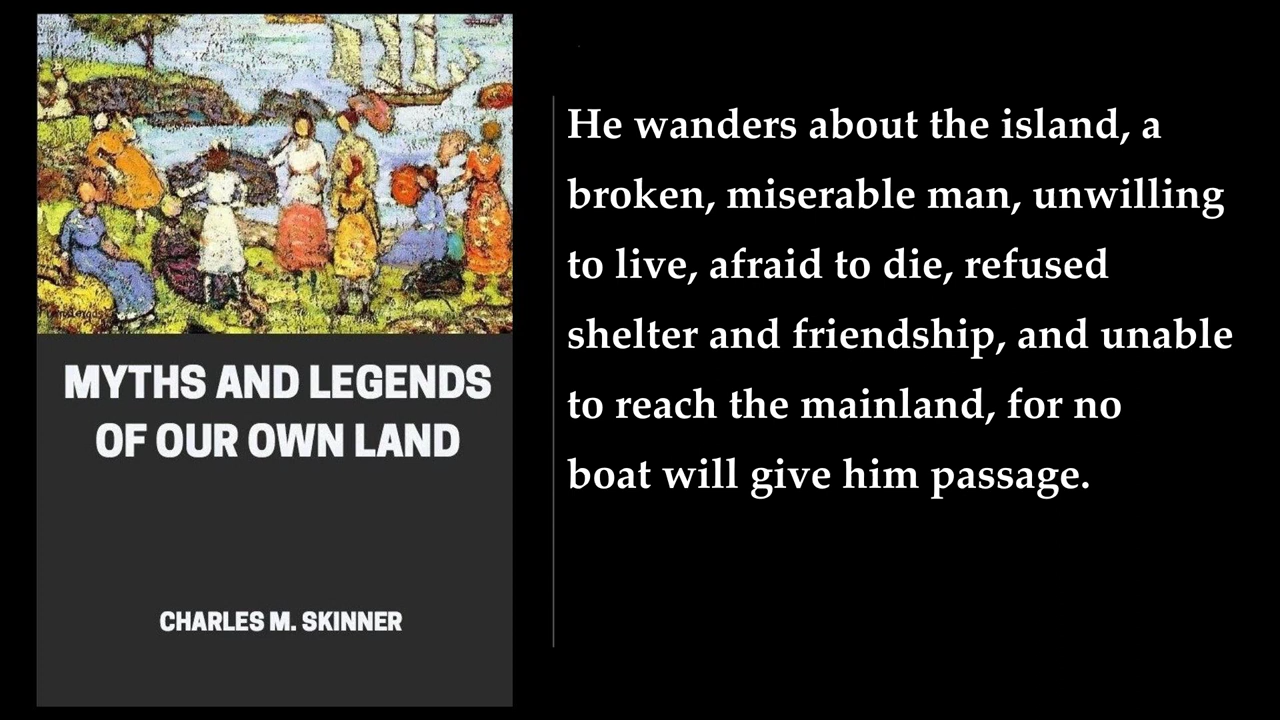 MYTHS AND LEGENDS
OF OUR OWN LAND
CHARLES M. SKINNER
He wanders about the island, a
broken, miserable man, unwilling
to live, afraid to die, refused
shelter and friendship, and unable
to reach the mainland, for no
boat will give him passage.